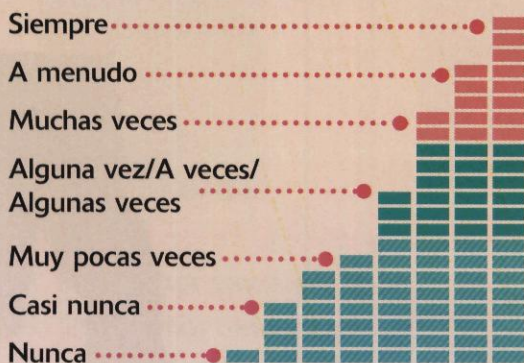 Siempre
A menudo
Muchas veces
Alguna vez/A veces/
Algunas veces
Muy pocas veces
Casi nunca
Nunca